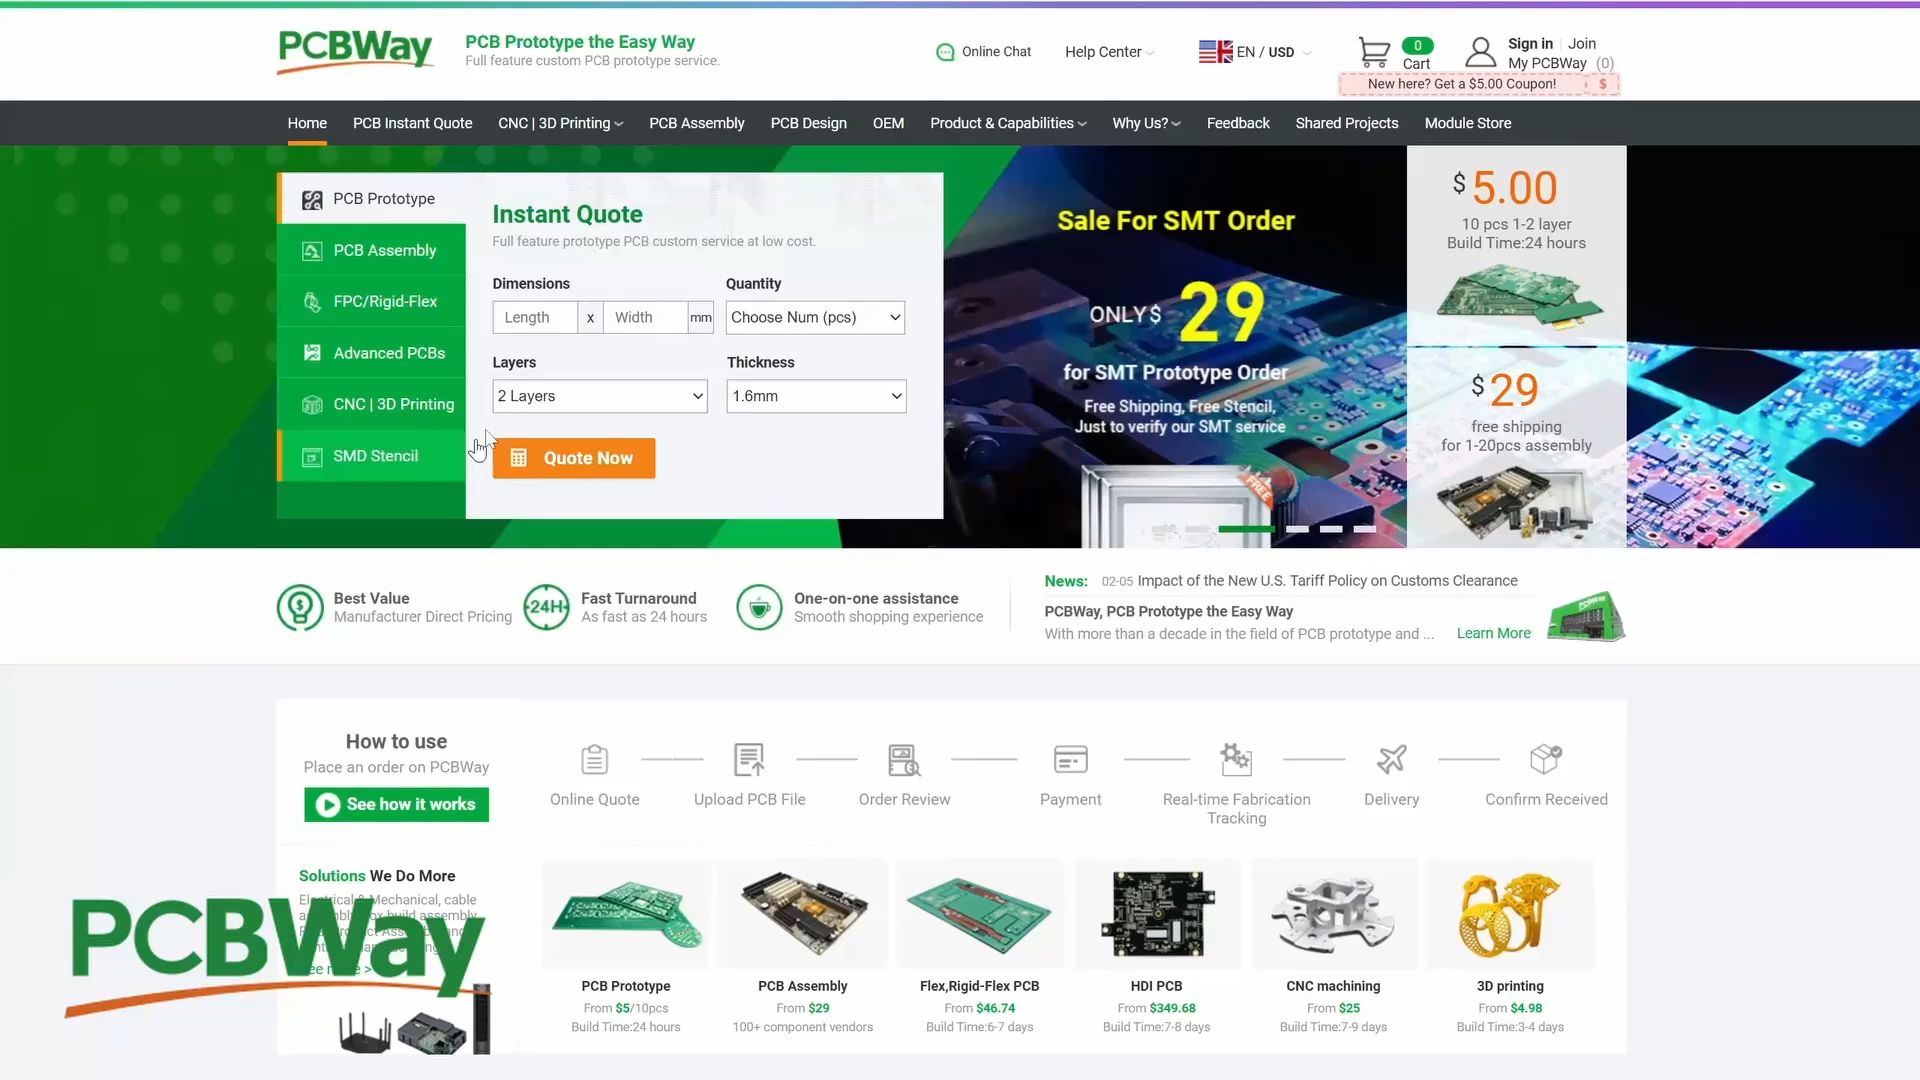 PCBWay
PCB Prototype the Easy Way
Full feature custom PCB prototype service.
Online Chat
Help Center
EN / USD
0
Cart
Sign in
Join
My PCBWay (0)
New here? Get a $5.00 Coupon! $
Home
PCB Instant Quote
CNC | 3D Printing
PCB Assembly
PCB Design
OEM
Product & Capabilities
Why Us?
Feedback
Shared Projects
Module Store
PCB Prototype
PCB Assembly
FPC/Rigid-Flex
Advanced PCBs
CNC | 3D Printing
SMD Stencil
Instant Quote
Full feature prototype PCB custom service at low cost.
Dimensions
Quantity
Length x Width mm
Choose Num (pcs)
Layers
Thickness
2 Layers
1.6mm
Quote Now
Sale For SMT Order
ONLY$ 29
for SMT Prototype Order
Free Shipping, Free Stencil,
Just to verify our SMT service
FREE
$ 5.00
10 pcs 1-2 layer
Build Time:24 hours
$ 29
free shipping
for 1-20pcs assembly
Best Value
Manufacturer Direct Pricing
24H
Fast Turnaround
As fast as 24 hours
One-on-one assistance
Smooth shopping experience
News: 02-05 Impact of the New U.S. Tariff Policy on Customs Clearance
PCBWay, PCB Prototype the Easy Way
With more than a decade in the field of PCB prototype and ... Learn More
How to use
Place an order on PCBWay
See how it works
Online Quote
Upload PCB File
Order Review
Payment
Real-time Fabrication
Tracking
Delivery
Confirm Received
Solutions We Do More
Electrical & Mechanical, cable
PCBWay
PCB Prototype
From $5/10pcs
Build Time:24 hours
PCB Assembly
From $29
100+ component vendors
Flex,Rigid-Flex PCB
From $46.74
Build Time:6-7 days
HDI PCB
From $349.68
Build Time:7-8 days
CNC machining
From $25
Build Time:7-9 days
3D printing
From $4.98
Build Time:3-4 days